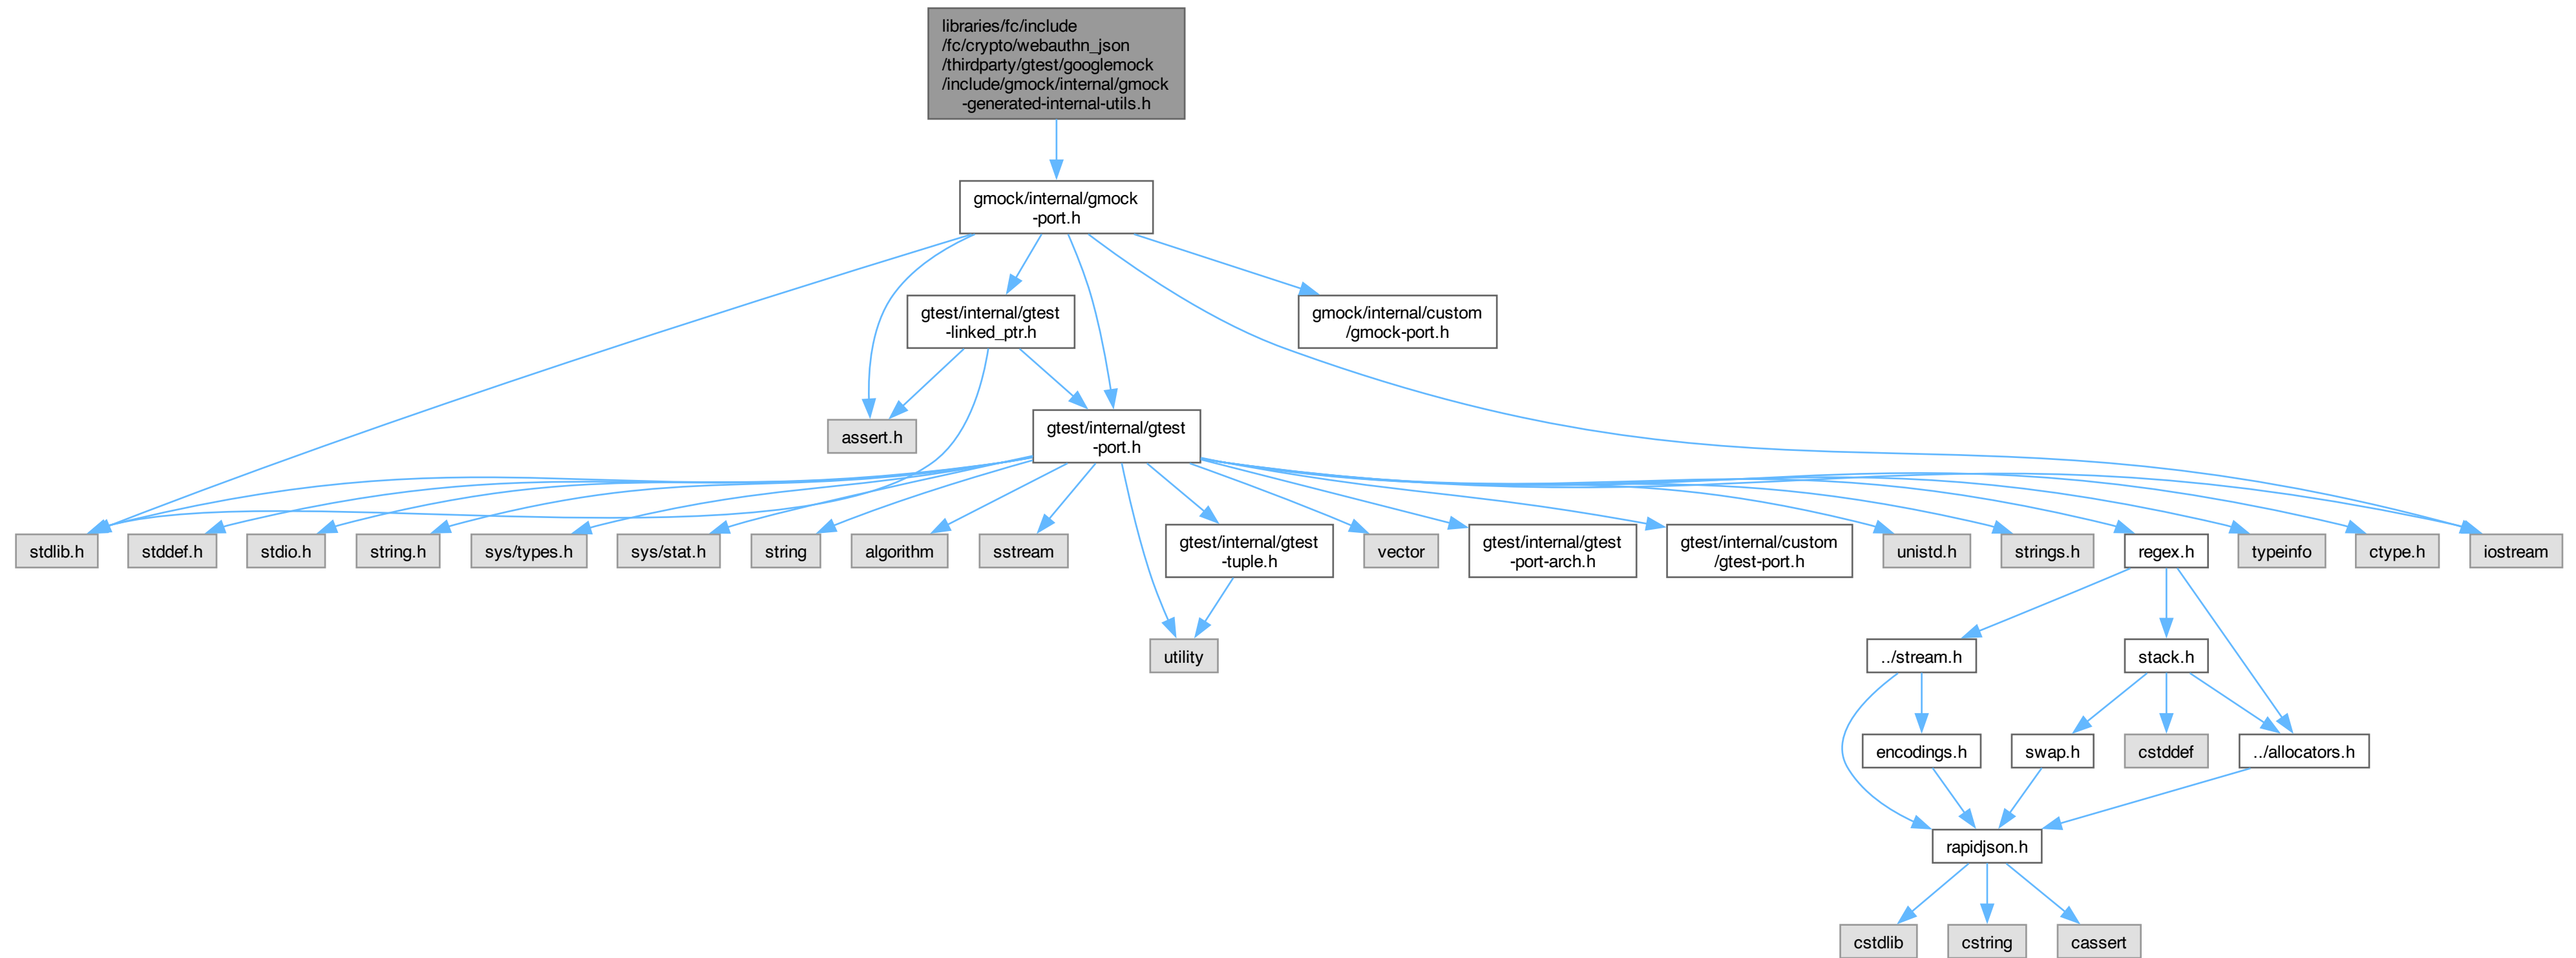 libraries/fc/include
/fc/crypto/webauthn_json
/thirdparty/gtest/googlemock
/include/gmock/internal/gmock
-generated-internal-utils.h
gmock/internal/gmock
-port.h
gtest/internal/gtest
-linked_ptr.h
gmock/internal/custom
/gmock-port.h
assert.h
gtest/internal/gtest
-port.h
stdlib.h
stddef.h
stdio.h
string.h
sys/types.h
sys/stat.h
string
algorithm
sstream
gtest/internal/gtest
-tuple.h
vector
gtest/internal/gtest
-port-arch.h
gtest/internal/custom
/gtest-port.h
unistd.h
strings.h
regex.h
typeinfo
ctype.h
iostream
utility
../stream.h
stack.h
encodings.h
swap.h
cstddef
../allocators.h
rapidjson.h
cstdlib
cstring
cassert